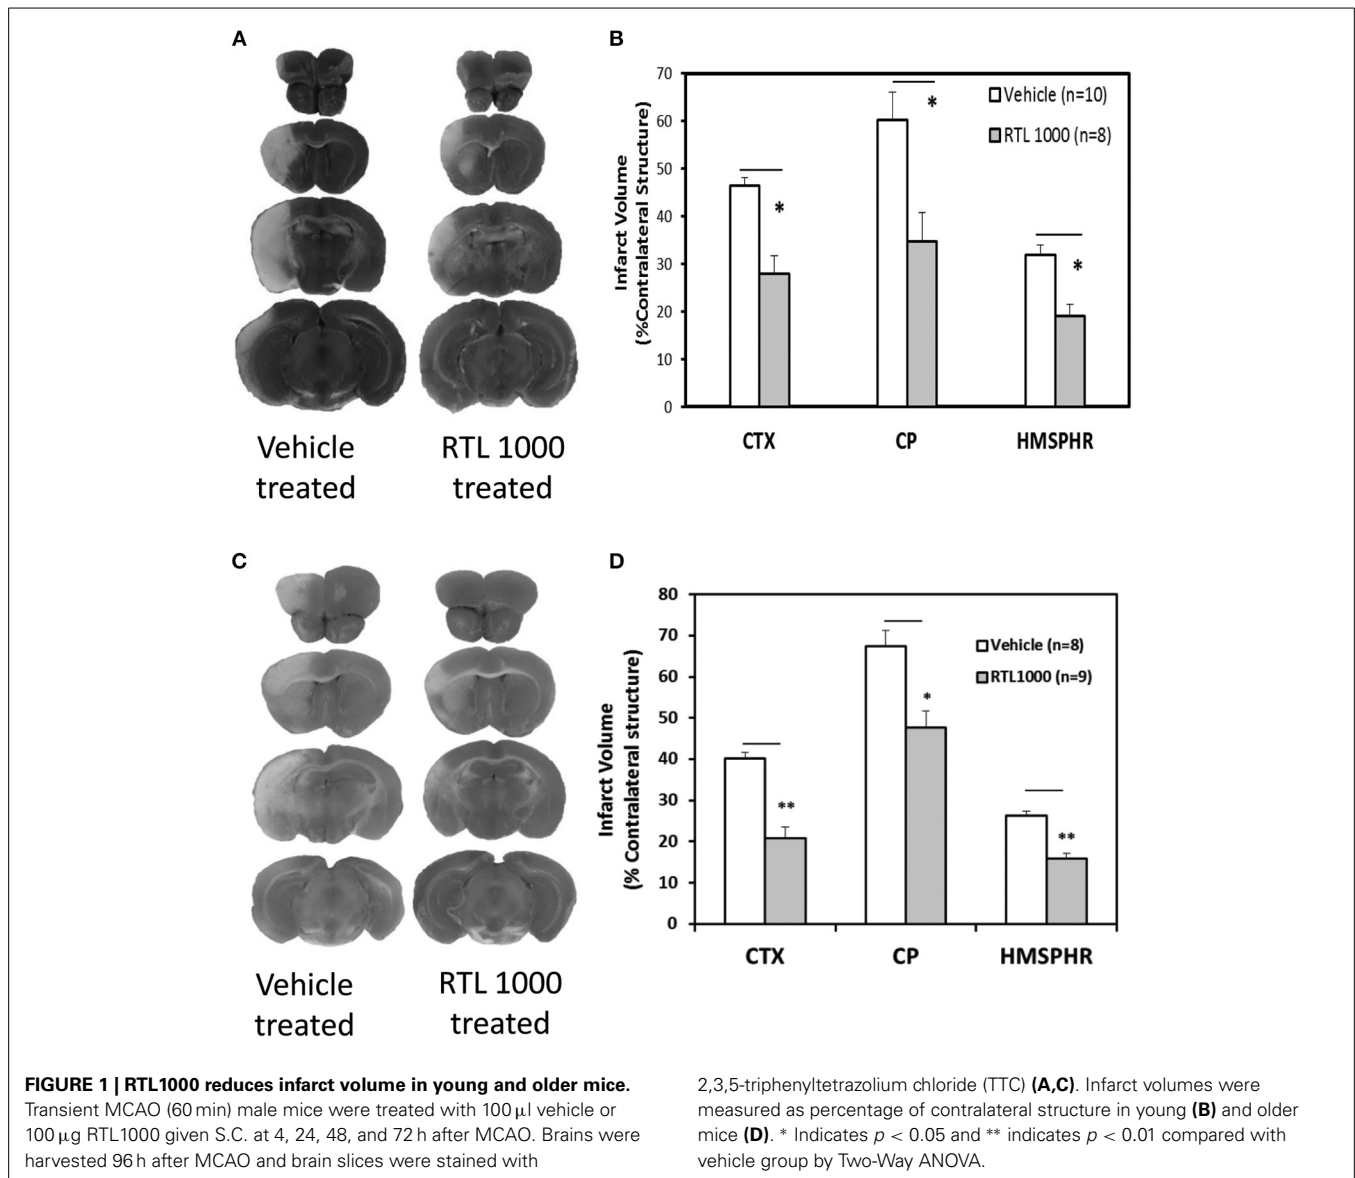 A
Vehicle
treated
RTL 1000
treated
B
Infarct Volume
(%Contralateral Structure)
70
60
50
40
30
20
10
0
Vehicle (n=10)
RTL 1000 (n=8)
*
*
*
CTX
CP
HMSPHR
C
Vehicle
treated
RTL 1000
treated
D
Infarct Volume
(% Contralateral structure)
80
70
60
50
40
30
20
10
0
Vehicle (n=8)
RTL1000 (n=9)
**
*
**
CTX
CP
HMSPHR
FIGURE 1 | RTL1000 reduces infarct volume in young and older mice.
Transient MCAO (60 min) male mice were treated with 100 μl vehicle or
100 μg RTL1000 given S.C. at 4, 24, 48, and 72 h after MCAO. Brains were
harvested 96 h after MCAO and brain slices were stained with
2,3,5-triphenyltetrazolium chloride (TTC) (A,C). Infarct volumes were
measured as percentage of contralateral structure in young (B) and older
mice (D). * Indicates p < 0.05 and ** indicates p < 0.01 compared with
vehicle group by Two-Way ANOVA.